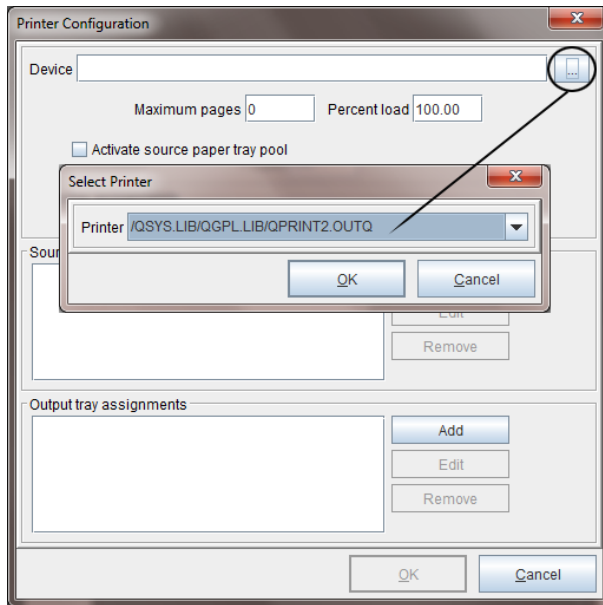 Printer Configuration
Device
...
Maximum pages 0 Percent load 100.00
Activate source paper tray pool
Select Printer
Printer /QSYS.LIB/QGPL.LIB/QPRINT2.OUTQ
OK Cancel
Sour
Edit
Remove
Output tray assignments
Add
Edit
Remove
OK Cancel